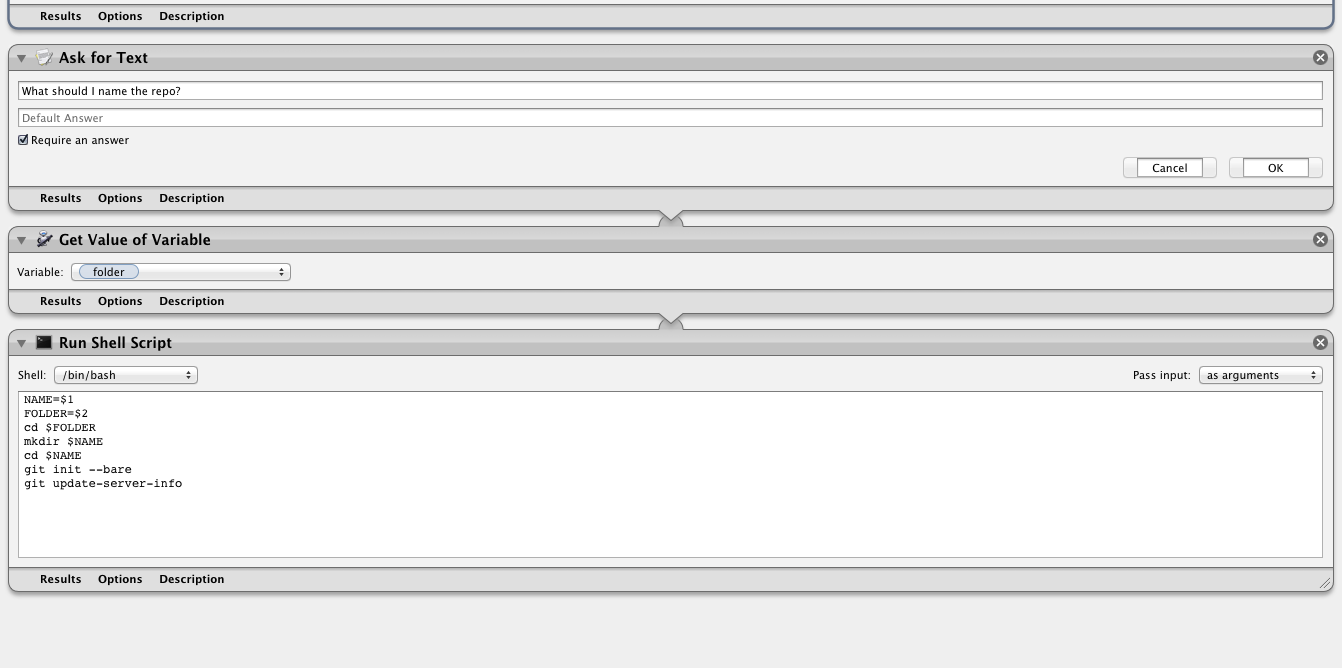 Results Options Description
Ask for Text
What should I name the repo?
Default Answer
Require an answer
Cancel OK
Results Options Description
Get Value of Variable
Variable: folder
Results Options Description
Run Shell Script
Shell: /bin/bash Pass input: as arguments
NAME=$1
FOLDER=$2
cd $FOLDER
mkdir $NAME
cd $NAME
git init --bare
git update-server-info
Results Options Description